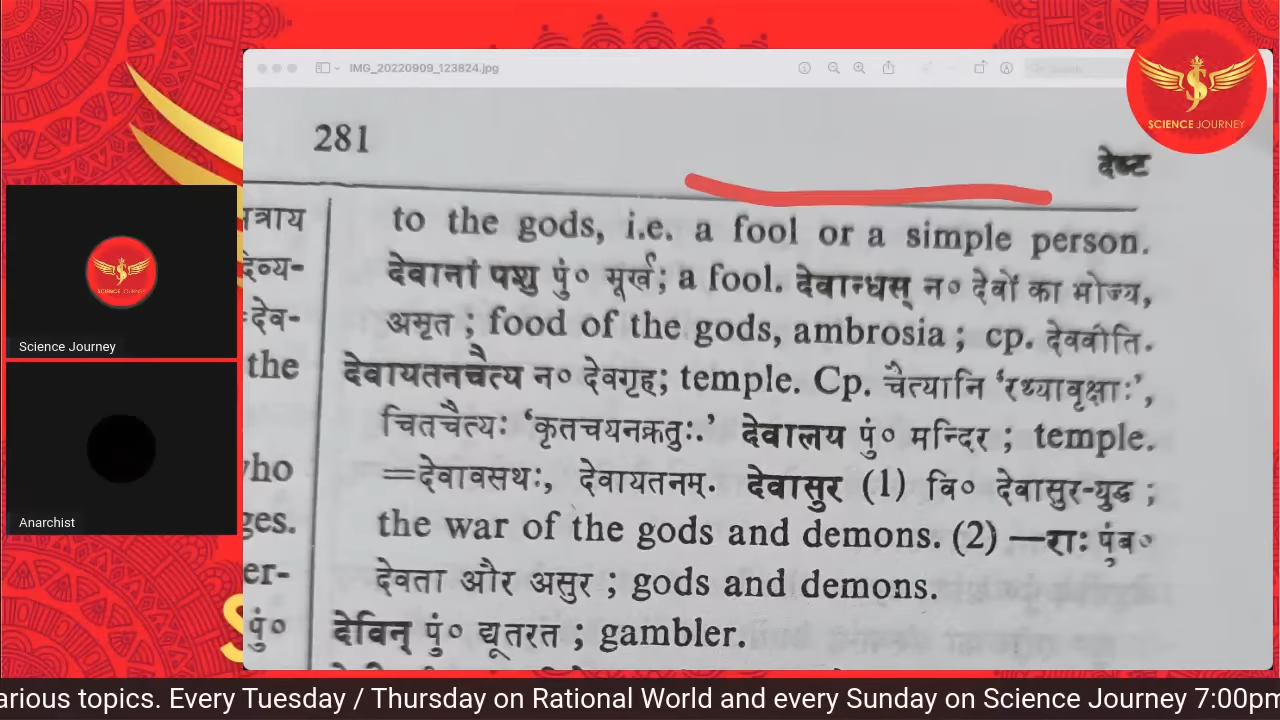 IMG_20220909_123824.jpg
SCIENCE JOURNEY
281
देष्ट
to the gods, i.e. a fool or a simple person.
देवानां पशु पुं० मूर्ख; a fool. देवान्धस् न० देवों का भोज्य,
अमृत ; food of the gods, ambrosia ; cp. देववीति.
देवायतनचैत्य न० देवगृह; temple. Cp. चैत्यानि ‘रथ्यावृक्षाः’,
चितचैत्यः ‘कृतचयनक्रतुः.’ देवालय पुं० मन्दिर ; temple.
=देवावसथः, देवायतनम्. देवासुर (1) वि० देवासुर-युद्ध ;
the war of the gods and demons. (2) —राः पुंब०
देवता और असुर ; gods and demons.
देविन् पुं० द्यूतरत ; gambler.
देव-
the
ges.
er-
पुं०
SCIENCE JOURNEY
Science Journey
Anarchist
arious topics. Every Tuesday / Thursday on Rational World and every Sunday on Science Journey 7:00pm